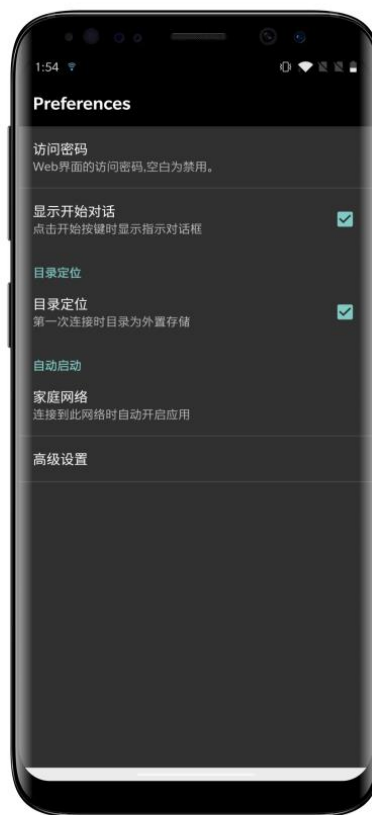 1:54
Preferences
访问密码
Web界面的访问密码,空白为禁用。
显示开始对话
点击开始按键时显示指示对话框
目录定位
目录定位
第一次连接时目录为外置存储
自动启动
家庭网络
连接到此网络时自动开启应用
高级设置